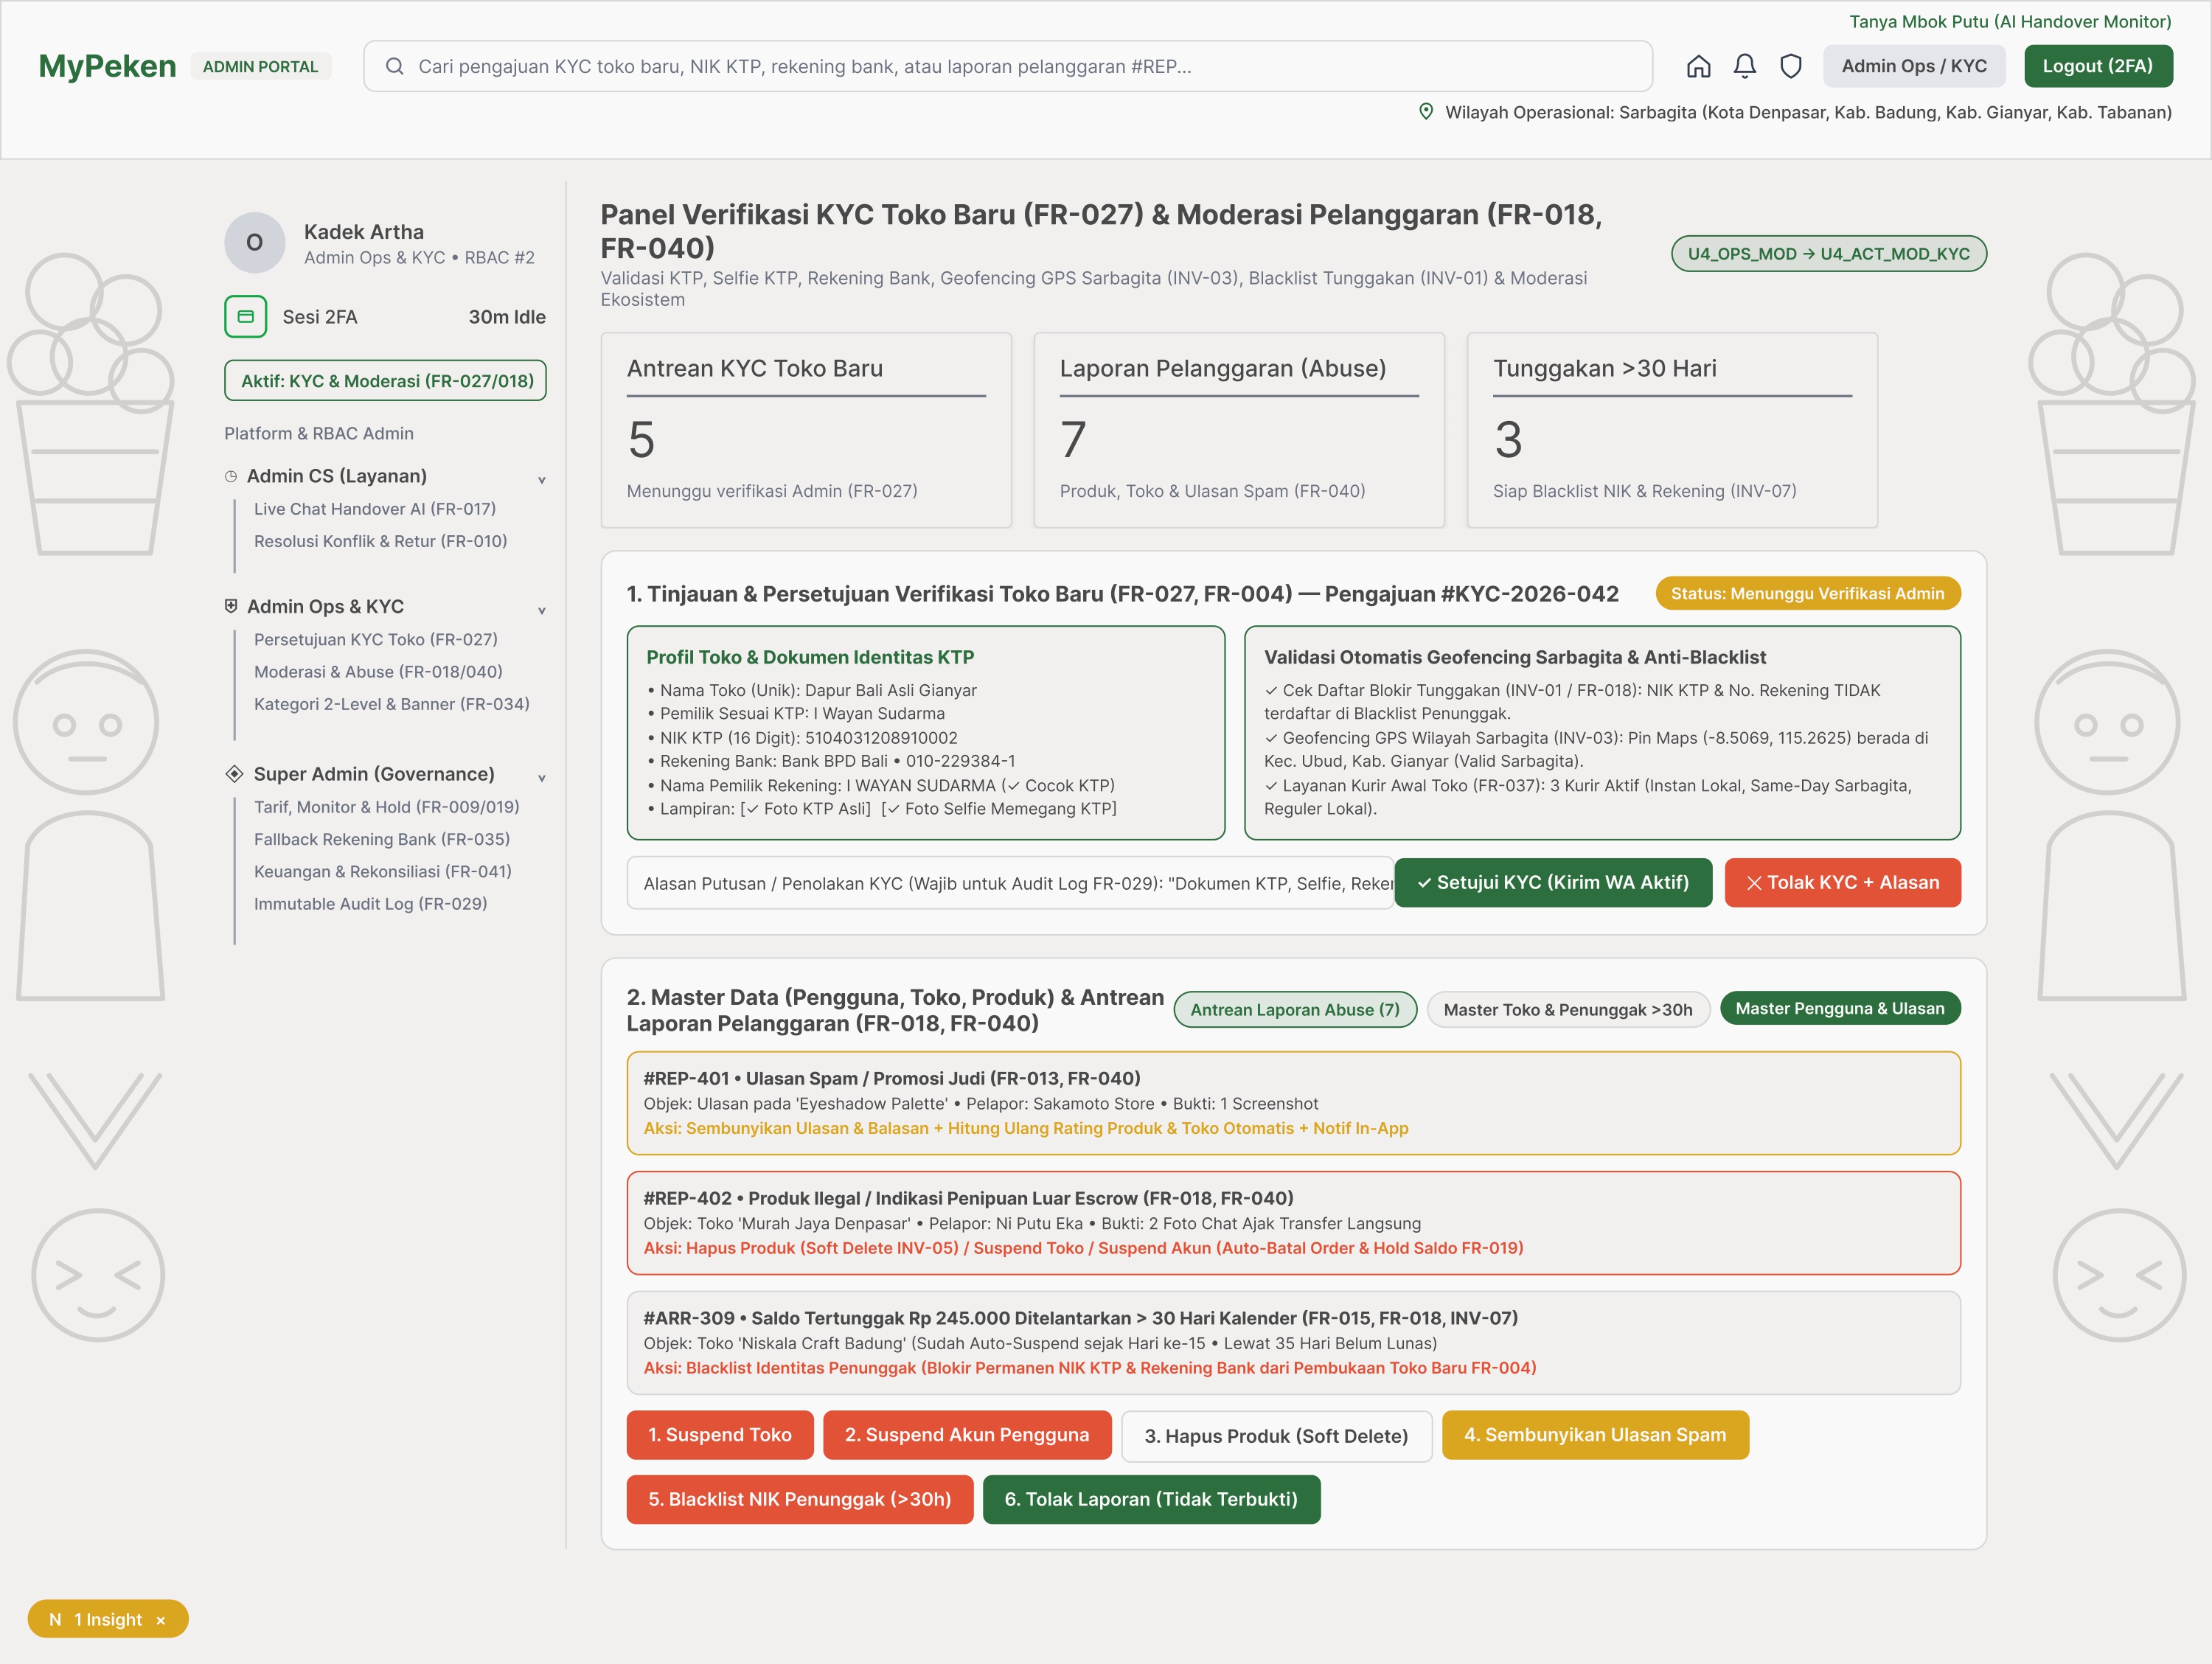 Tanya Mbok Putu (AI Handover Monitor)
MyPeken
ADMIN PORTAL
Cari pengajuan KYC toko baru, NIK KTP, rekening bank, atau laporan pelanggaran #REP...
Admin Ops / KYC
Logout (2FA)
Wilayah Operasional: Sarbagita (Kota Denpasar, Kab. Badung, Kab. Gianyar, Kab. Tabanan)
O
Kadek Artha
Admin Ops & KYC • RBAC #2
Sesi 2FA
30m Idle
Aktif: KYC & Moderasi (FR-027/018)
Platform & RBAC Admin
Admin CS (Layanan)
Live Chat Handover AI (FR-017)
Resolusi Konflik & Retur (FR-010)
Admin Ops & KYC
Persetujuan KYC Toko (FR-027)
Moderasi & Abuse (FR-018/040)
Kategori 2-Level & Banner (FR-034)
Super Admin (Governance)
Tarif, Monitor & Hold (FR-009/019)
Fallback Rekening Bank (FR-035)
Keuangan & Rekonsiliasi (FR-041)
Immutable Audit Log (FR-029)
Panel Verifikasi KYC Toko Baru (FR-027) & Moderasi Pelanggaran (FR-018,
FR-040)
Validasi KTP, Selfie KTP, Rekening Bank, Geofencing GPS Sarbagita (INV-03), Blacklist Tunggakan (INV-01) & Moderasi
Ekosistem
U4_OPS_MOD → U4_ACT_MOD_KYC
Antrean KYC Toko Baru
5
Menunggu verifikasi Admin (FR-027)
Laporan Pelanggaran (Abuse)
7
Produk, Toko & Ulasan Spam (FR-040)
Tunggakan >30 Hari
3
Siap Blacklist NIK & Rekening (INV-07)
1. Tinjauan & Persetujuan Verifikasi Toko Baru (FR-027, FR-004) — Pengajuan #KYC-2026-042
Status: Menunggu Verifikasi Admin
Profil Toko & Dokumen Identitas KTP
• Nama Toko (Unik): Dapur Bali Asli Gianyar
• Pemilik Sesuai KTP: I Wayan Sudarma
• NIK KTP (16 Digit): 5104031208910002
• Rekening Bank: Bank BPD Bali • 010-229384-1
• Nama Pemilik Rekening: I WAYAN SUDARMA (✓ Cocok KTP)
• Lampiran: [✓ Foto KTP Asli] [✓ Foto Selfie Memegang KTP]
Validasi Otomatis Geofencing Sarbagita & Anti-Blacklist
✓ Cek Daftar Blokir Tunggakan (INV-01 / FR-018): NIK KTP & No. Rekening TIDAK
terdaftar di Blacklist Penunggak.
✓ Geofencing GPS Wilayah Sarbagita (INV-03): Pin Maps (-8.5069, 115.2625) berada di
Kec. Ubud, Kab. Gianyar (Valid Sarbagita).
✓ Layanan Kurir Awal Toko (FR-037): 3 Kurir Aktif (Instan Lokal, Same-Day Sarbagita,
Reguler Lokal).
Alasan Putusan / Penolakan KYC (Wajib untuk Audit Log FR-029): "Dokumen KTP, Selfie, Reker
✓ Setujui KYC (Kirim WA Aktif)
✕ Tolak KYC + Alasan
2. Master Data (Pengguna, Toko, Produk) & Antrean
Laporan Pelanggaran (FR-018, FR-040)
Antrean Laporan Abuse (7)
Master Toko & Penunggak >30h
Master Pengguna & Ulasan
#REP-401 • Ulasan Spam / Promosi Judi (FR-013, FR-040)
Objek: Ulasan pada 'Eyeshadow Palette' • Pelapor: Sakamoto Store • Bukti: 1 Screenshot
Aksi: Sembunyikan Ulasan & Balasan + Hitung Ulang Rating Produk & Toko Otomatis + Notif In-App
#REP-402 • Produk Ilegal / Indikasi Penipuan Luar Escrow (FR-018, FR-040)
Objek: Toko 'Murah Jaya Denpasar' • Pelapor: Ni Putu Eka • Bukti: 2 Foto Chat Ajak Transfer Langsung
Aksi: Hapus Produk (Soft Delete INV-05) / Suspend Toko / Suspend Akun (Auto-Batal Order & Hold Saldo FR-019)
#ARR-309 • Saldo Tertunggak Rp 245.000 Ditelantarkan > 30 Hari Kalender (FR-015, FR-018, INV-07)
Objek: Toko 'Niskala Craft Badung' (Sudah Auto-Suspend sejak Hari ke-15 • Lewat 35 Hari Belum Lunas)
Aksi: Blacklist Identitas Penunggak (Blokir Permanen NIK KTP & Rekening Bank dari Pembukaan Toko Baru FR-004)
1. Suspend Toko
2. Suspend Akun Pengguna
3. Hapus Produk (Soft Delete)
4. Sembunyikan Ulasan Spam
5. Blacklist NIK Penunggak (>30h)
6. Tolak Laporan (Tidak Terbukti)
N 1 Insight ×